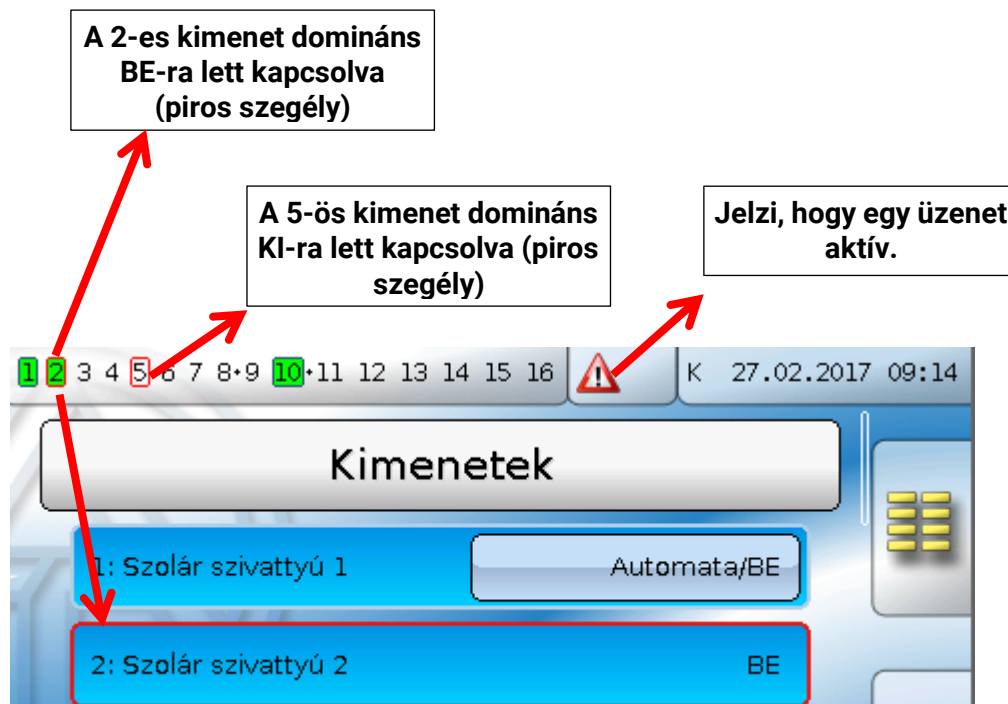 A 2-es kimenet domináns
BE-ra lett kapcsolva
(piros szegély)
A 5-ös kimenet domináns
KI-ra lett kapcsolva (piros
szegély)
Jelzi, hogy egy üzenet
aktív.
1 2 3 4 5 6 7 8+9 10+11 12 13 14 15 16 K 27.02.2017 09:14
Kimenetek
1: Szolár szivattyú 1 Automata/BE
2: Szolár szivattyú 2 BE